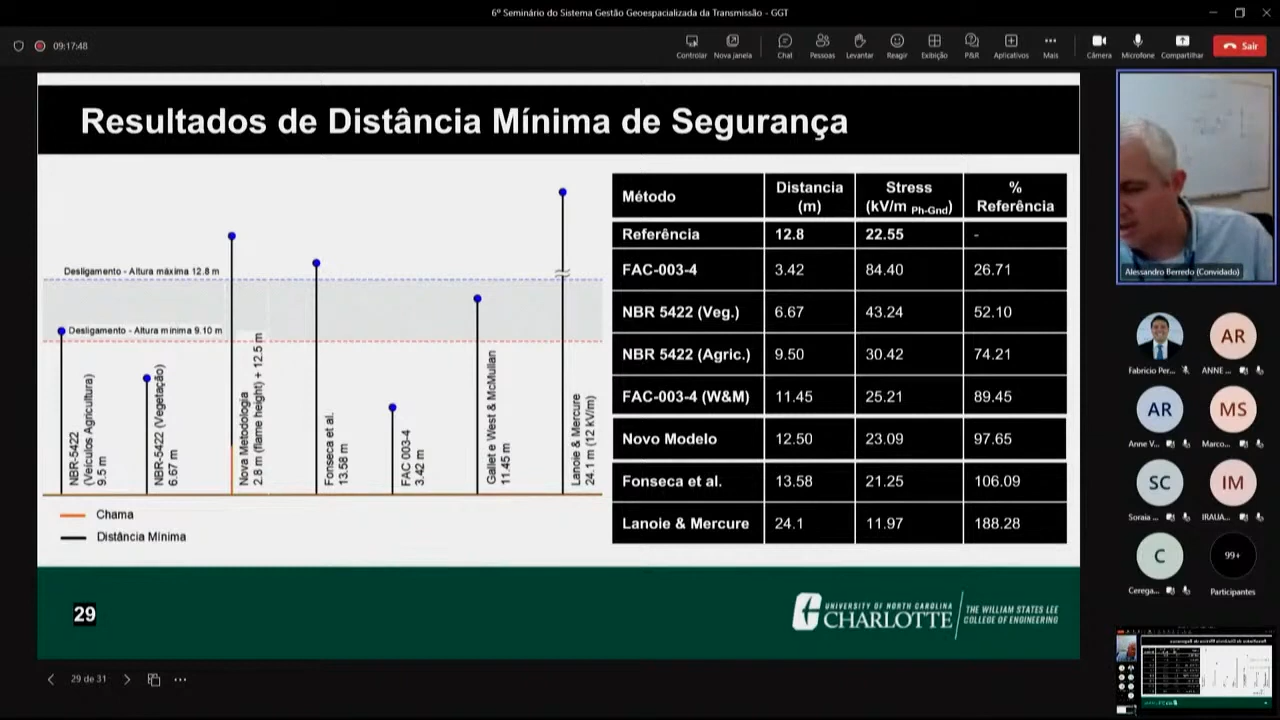 6º Seminário do Sistema Gestão Geoespacializada da Transmissão - GGT
09:17:48
Controlar
Nova janela
Chat
Pessoas
Levantar
Reagir
Exibição
P&R
Aplicativos
Mais
Câmera
Microfone
Compartilhar
Sair
Resultados de Distância Mínima de Segurança
Desligamento - Altura máxima 12.8 m
Desligamento - Altura mínima 9.10 m
NBR-5422
(Veículos Agricultura)
9.5 m
NBR-5422 (Vegetação)
6.67 m
Nova Metodologia
2.8 m (flame height) + 12.5 m
Fonseca et al.
13.58 m
FAC 003-4
3.42 m
Gallet e West & McMullan
11.45 m
Lanoie & Mercure
24.1 m (12 kV/m)
Chama
Distância Mínima
Método Distancia (m) Stress (kV/m Ph-Gnd) % Referência
Referência 12.8 22.55 -
FAC-003-4 3.42 84.40 26.71
NBR 5422 (Veg.) 6.67 43.24 52.10
NBR 5422 (Agric.) 9.50 30.42 74.21
FAC-003-4 (W&M) 11.45 25.21 89.45
Novo Modelo 12.50 23.09 97.65
Fonseca et al. 13.58 21.25 106.09
Lanoie & Mercure 24.1 11.97 188.28
29
UNIVERSITY OF NORTH CAROLINA
CHARLOTTE
THE WILLIAM STATES LEE
COLLEGE OF ENGINEERING
29 de 31
Alessandro Berredo (Convidado)
Fabricio Per...
AR
ANNE ...
AR
Anne V...
MS
Marco...
SC
Soraia ...
IM
IRAUA...
C
Cerega...
99+
Participantes